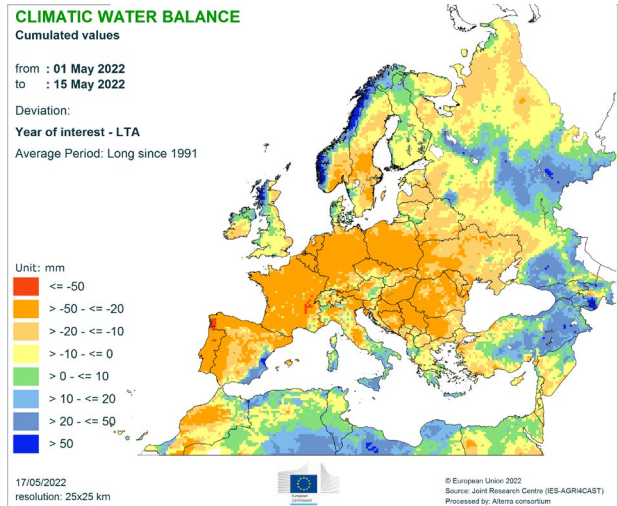 CLIMATIC WATER BALANCE
Cumulated values
from : 01 May 2022
to : 15 May 2022
Deviation:
Year of interest - LTA
Average Period: Long since 1991
Unit: mm
<= -50
> -50 - <= -20
> -20 - <= -10
> -10 - <= 0
> 0 - <= 10
> 10 - <= 20
> 20 - <= 50
> 50
17/05/2022
resolution: 25x25 km
European
Commission
© European Union 2022
Source: Joint Research Centre (IES-AGRI4CAST)
Processed by: Alterra consortium